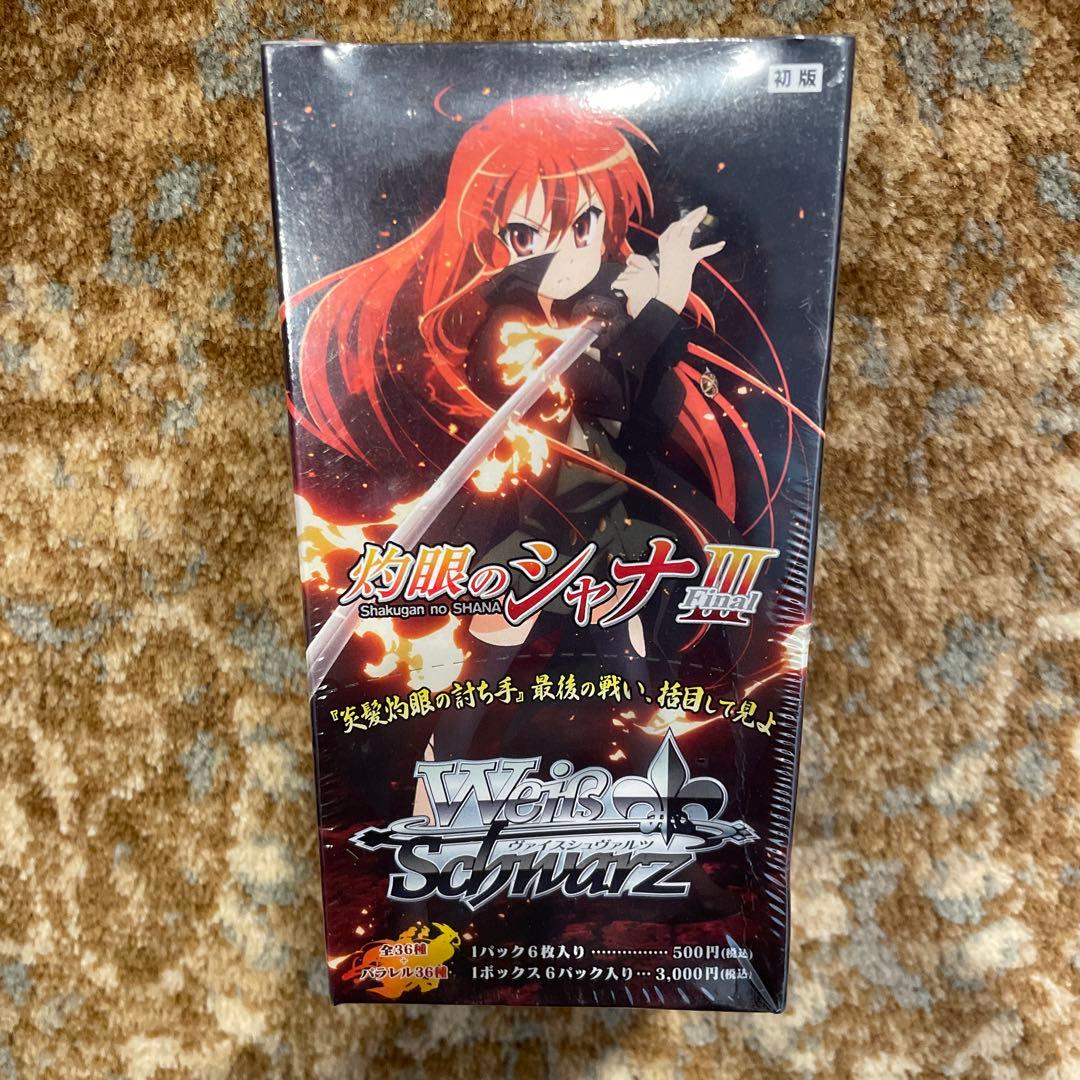 初版
灼眼のシャナIII
Shakugan no SHANA
Final
『炎髪灼眼の討ち手』最後の戦い、括目して見よ
Weiß
ヴァイスシュヴァルツ
Schwarz
全36種
+
パラレル36種
1パック6枚入り……………500円(税込)
1ボックス6パック入り…3,000円(税込)